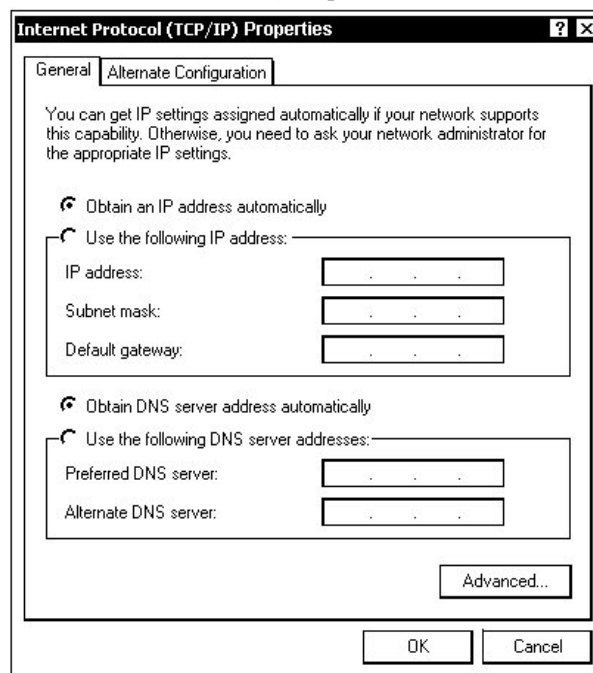 Internet Protocol (TCP/IP) Properties
General
Alternate Configuration
You can get IP settings assigned automatically if your network supports
this capability. Otherwise, you need to ask your network administrator for
the appropriate IP settings.
Obtain an IP address automatically
Use the following IP address:
IP address:
Subnet mask:
Default gateway:
Obtain DNS server address automatically
Use the following DNS server addresses:
Preferred DNS server:
Alternate DNS server:
Advanced...
OK
Cancel